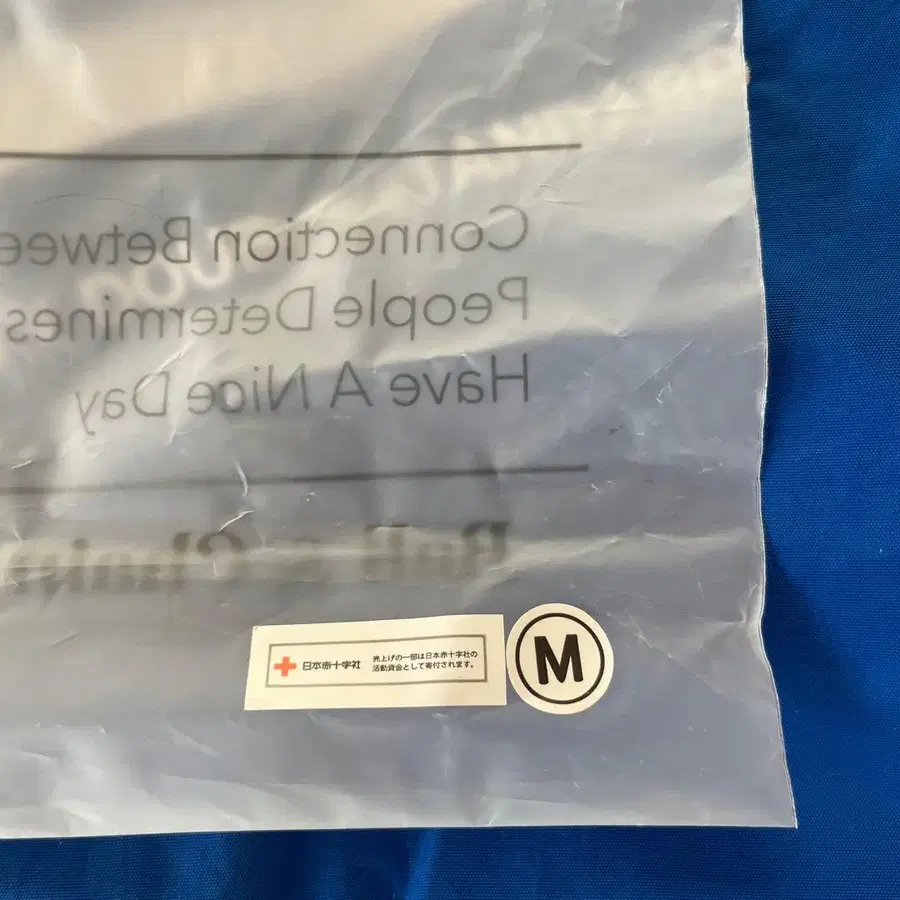 Connection Betwee
People Determines
Have A Nice Day
日本赤十字社
売上げの一部は日本赤十字社の
活動資金として寄付されます。
M